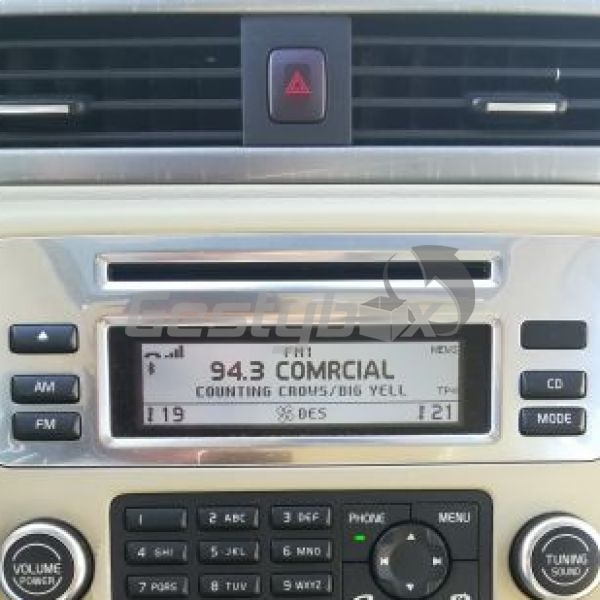 Gestybox
FM1 NEWS
94.3 COMRCIAL
COUNTING CROWS/BIG YELL
TP
19 DES 21
AM
FM
CD
MODE
1 2 ABC 3 DEF
4 GHI 5 JKL 6 MNO
7 PQRS 8 TUV 9 WXYZ
PHONE MENU
VOLUME
POWER/
TUNING
SOUND/